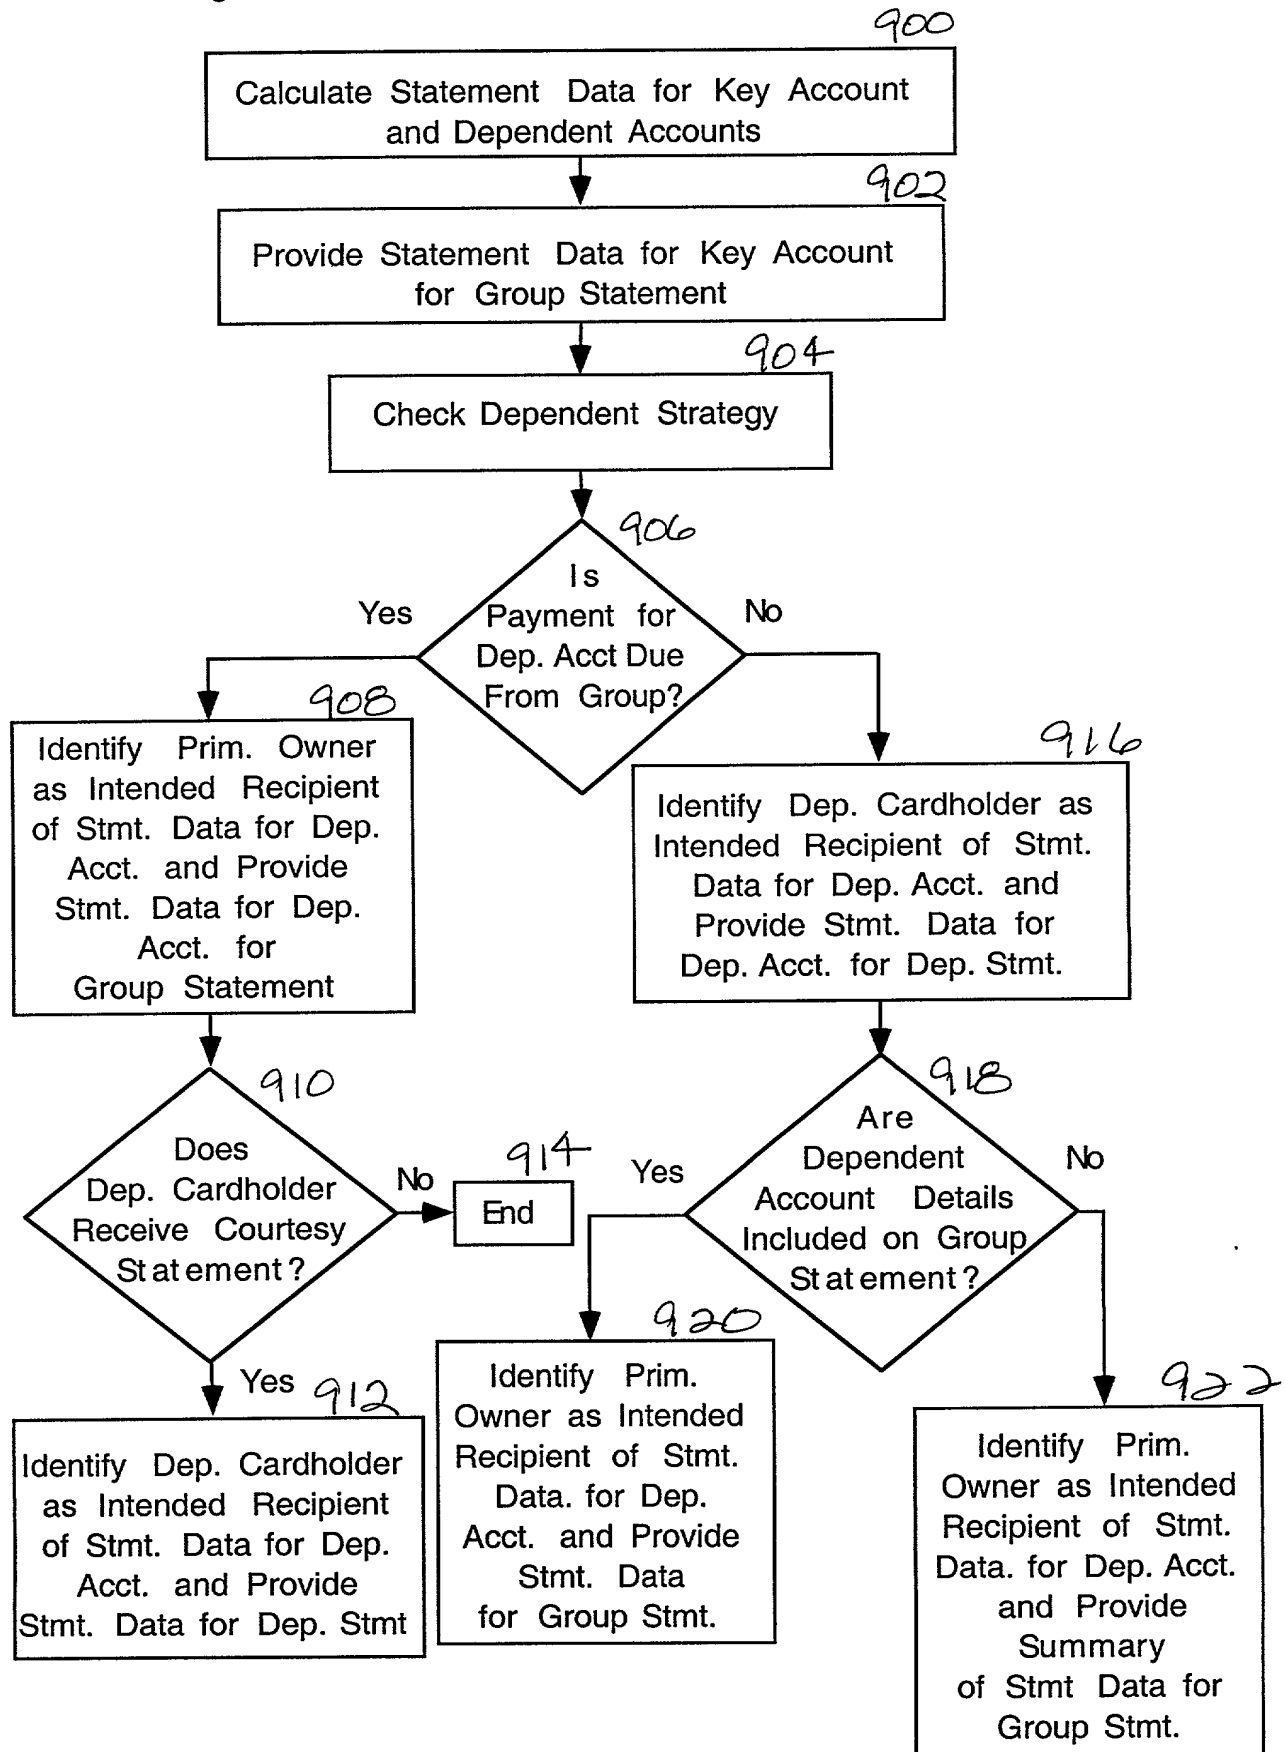 900
Calculate Statement Data for Key Account
and Dependent Accounts
902
Provide Statement Data for Key Account
for Group Statement
904
Check Dependent Strategy
906
Is
Payment for
Dep. Acct Due
From Group?
Yes
No
908
Identify Prim. Owner
as Intended Recipient
of Stmt. Data for Dep.
Acct. and Provide
Stmt. Data for Dep.
Acct. for
Group Statement
916
Identify Dep. Cardholder as
Intended Recipient of Stmt.
Data for Dep. Acct. and
Provide Stmt. Data for
Dep. Acct. for Dep. Stmt.
910
Does
Dep. Cardholder
Receive Courtesy
Statement?
No
914
End
918
Are
Dependent
Account Details
Included on Group
Statement?
Yes
No
Yes
912
Identify Dep. Cardholder
as Intended Recipient
of Stmt. Data for Dep.
Acct. and Provide
Stmt. Data for Dep. Stmt
920
Identify Prim.
Owner as Intended
Recipient of Stmt.
Data. for Dep.
Acct. and Provide
Stmt. Data
for Group Stmt.
922
Identify Prim.
Owner as Intended
Recipient of Stmt.
Data. for Dep. Acct.
and Provide
Summary
of Stmt Data for
Group Stmt.